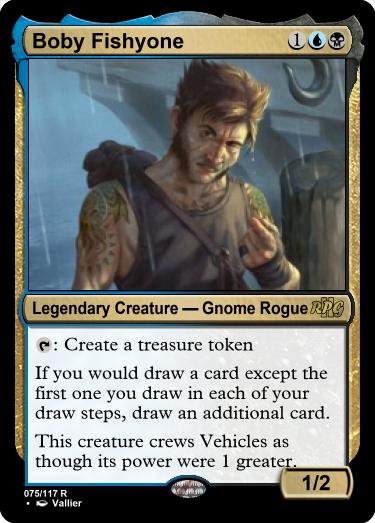 Boby Fishyone 1
Legendary Creature — Gnome Rogue RPG
: Create a treasure token
If you would draw a card except the
first one you draw in each of your
draw steps, draw an additional card.
This creature crews Vehicles as
though its power were 1 greater.
1/2
075/117 R
• Vallier